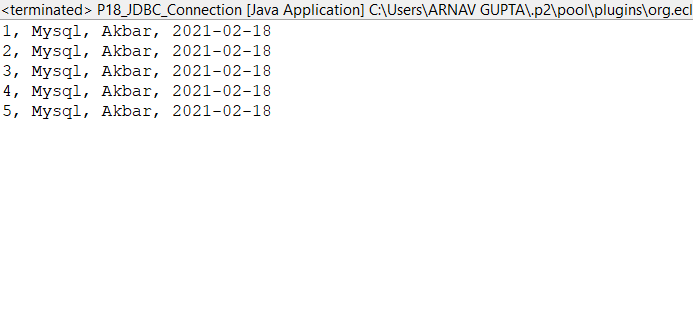 <terminated> P18_JDBC_Connection [Java Application] C:\Users\ARNAV GUPTA\.p2\pool\plugins\org.ecl
1, Mysql, Akbar, 2021-02-18
2, Mysql, Akbar, 2021-02-18
3, Mysql, Akbar, 2021-02-18
4, Mysql, Akbar, 2021-02-18
5, Mysql, Akbar, 2021-02-18